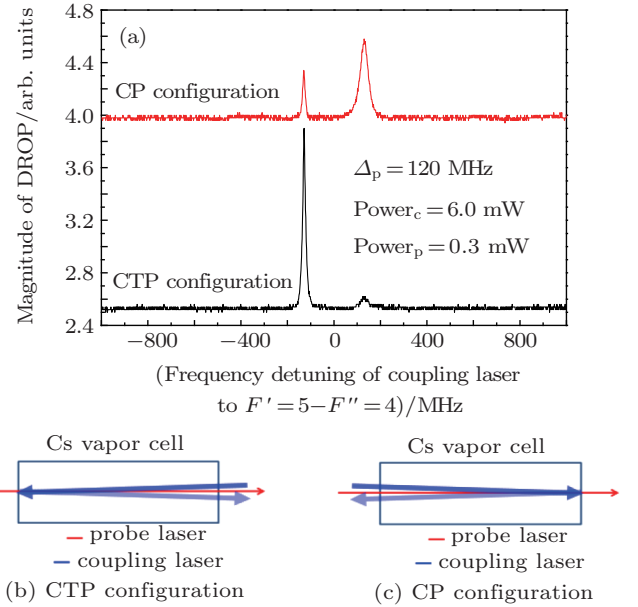 (a)
Magnitude of DROP/arb. units
4.8
4.4
4.0
3.6
3.2
2.8
2.4
CP configuration
Δp=120 MHz
Powerc=6.0 mW
Powerp=0.3 mW
CTP configuration
−800 −400 0 400 800
(Frequency detuning of coupling laser
to F′=5−F″=4)/MHz
Cs vapor cell
probe laser
coupling laser
(b) CTP configuration
Cs vapor cell
probe laser
coupling laser
(c) CP configuration